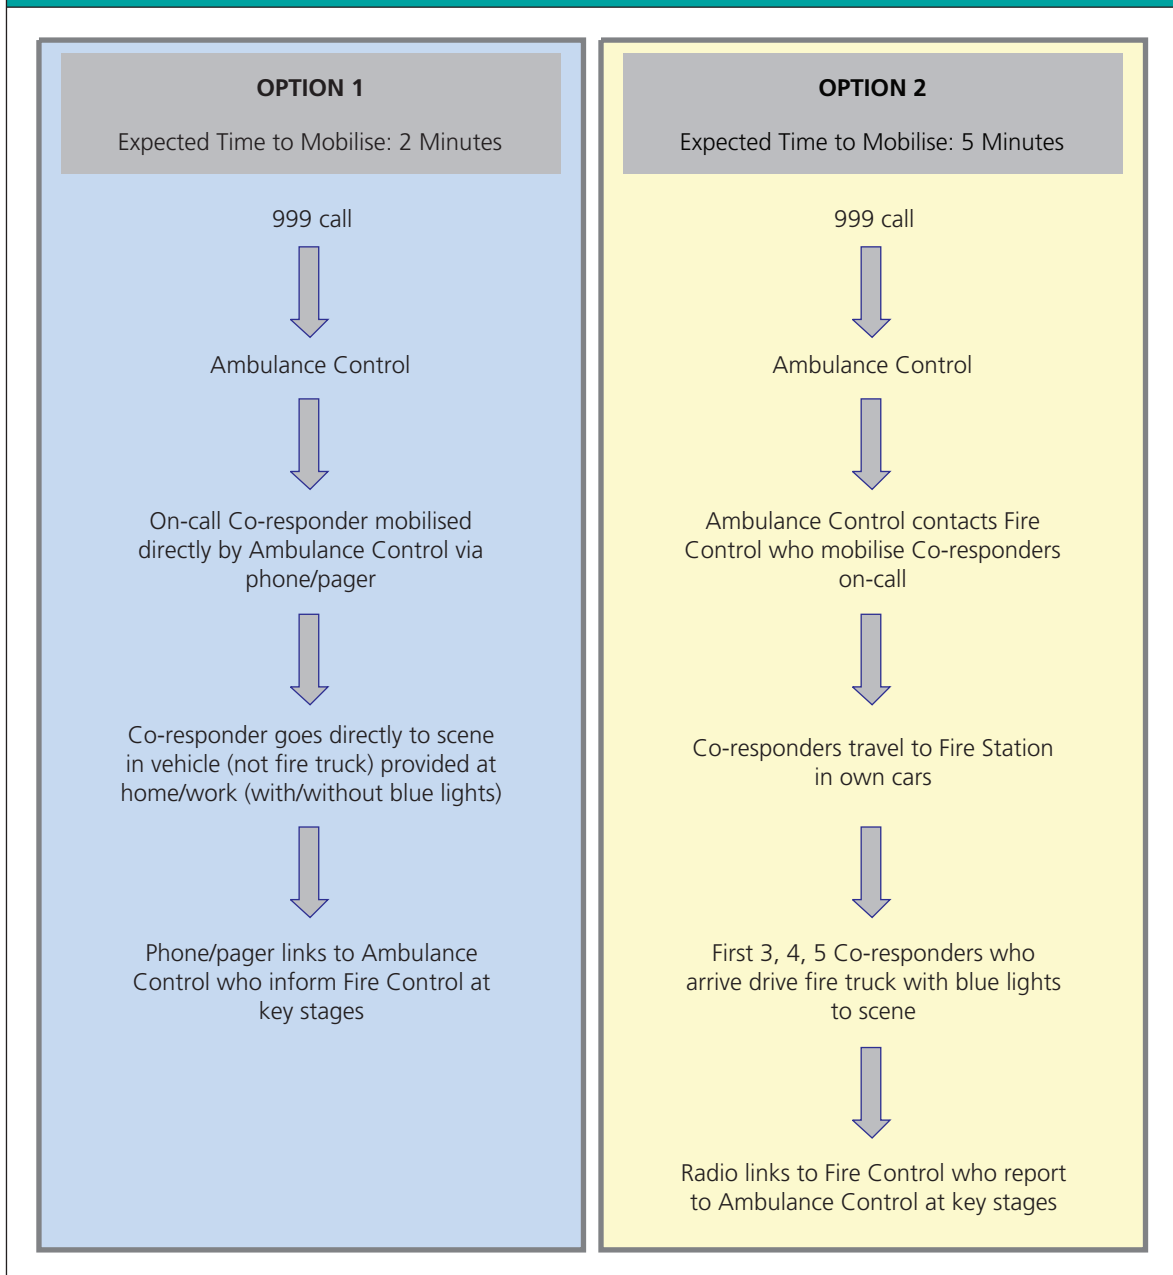 OPTION 1
Expected Time to Mobilise: 2 Minutes
999 call
Ambulance Control
On-call Co-responder mobilised
directly by Ambulance Control via
phone/pager
Co-responder goes directly to scene
in vehicle (not fire truck) provided at
home/work (with/without blue lights)
Phone/pager links to Ambulance
Control who inform Fire Control at
key stages
OPTION 2
Expected Time to Mobilise: 5 Minutes
999 call
Ambulance Control
Ambulance Control contacts Fire
Control who mobilise Co-responders
on-call
Co-responders travel to Fire Station
in own cars
First 3, 4, 5 Co-responders who
arrive drive fire truck with blue lights
to scene
Radio links to Fire Control who report
to Ambulance Control at key stages